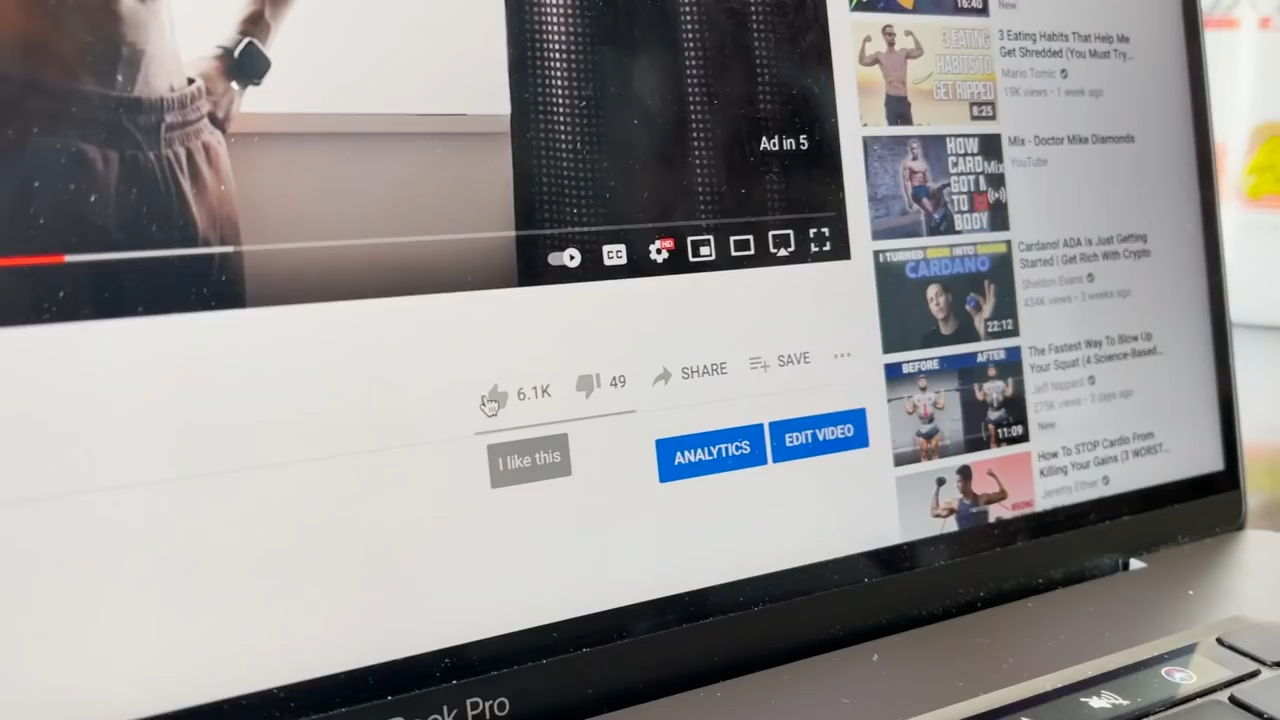 Ad in 5
CC
HD
6.1K
49
SHARE
SAVE
I like this
ANALYTICS
EDIT VIDEO
16:40
New
3 EATING
HABITS TO
GET RIPPED
8:25
3 Eating Habits That Help Me
Get Shredded (You Must Try...
Mario Tomic
19K views • 1 week ago
HOW
CARD
GOT
TO
BODY
Mix
Mix - Doctor Mike Diamonds
YouTube
I TURNED
INTO
CARDANO
22:12
Cardano! ADA is Just Getting
Started | Get Rich With Crypto
Sheldon Evans
434K views • 3 weeks ago
BEFORE
AFTER
11:09
The Fastest Way To Blow Up
Your Squat (4 Science-Based...
Jeff Nippard
275K views • 3 days ago
New
WRONG
How To STOP Cardio From
Killing Your Gains (3 WORST...
Jeremy Ethier
Book Pro